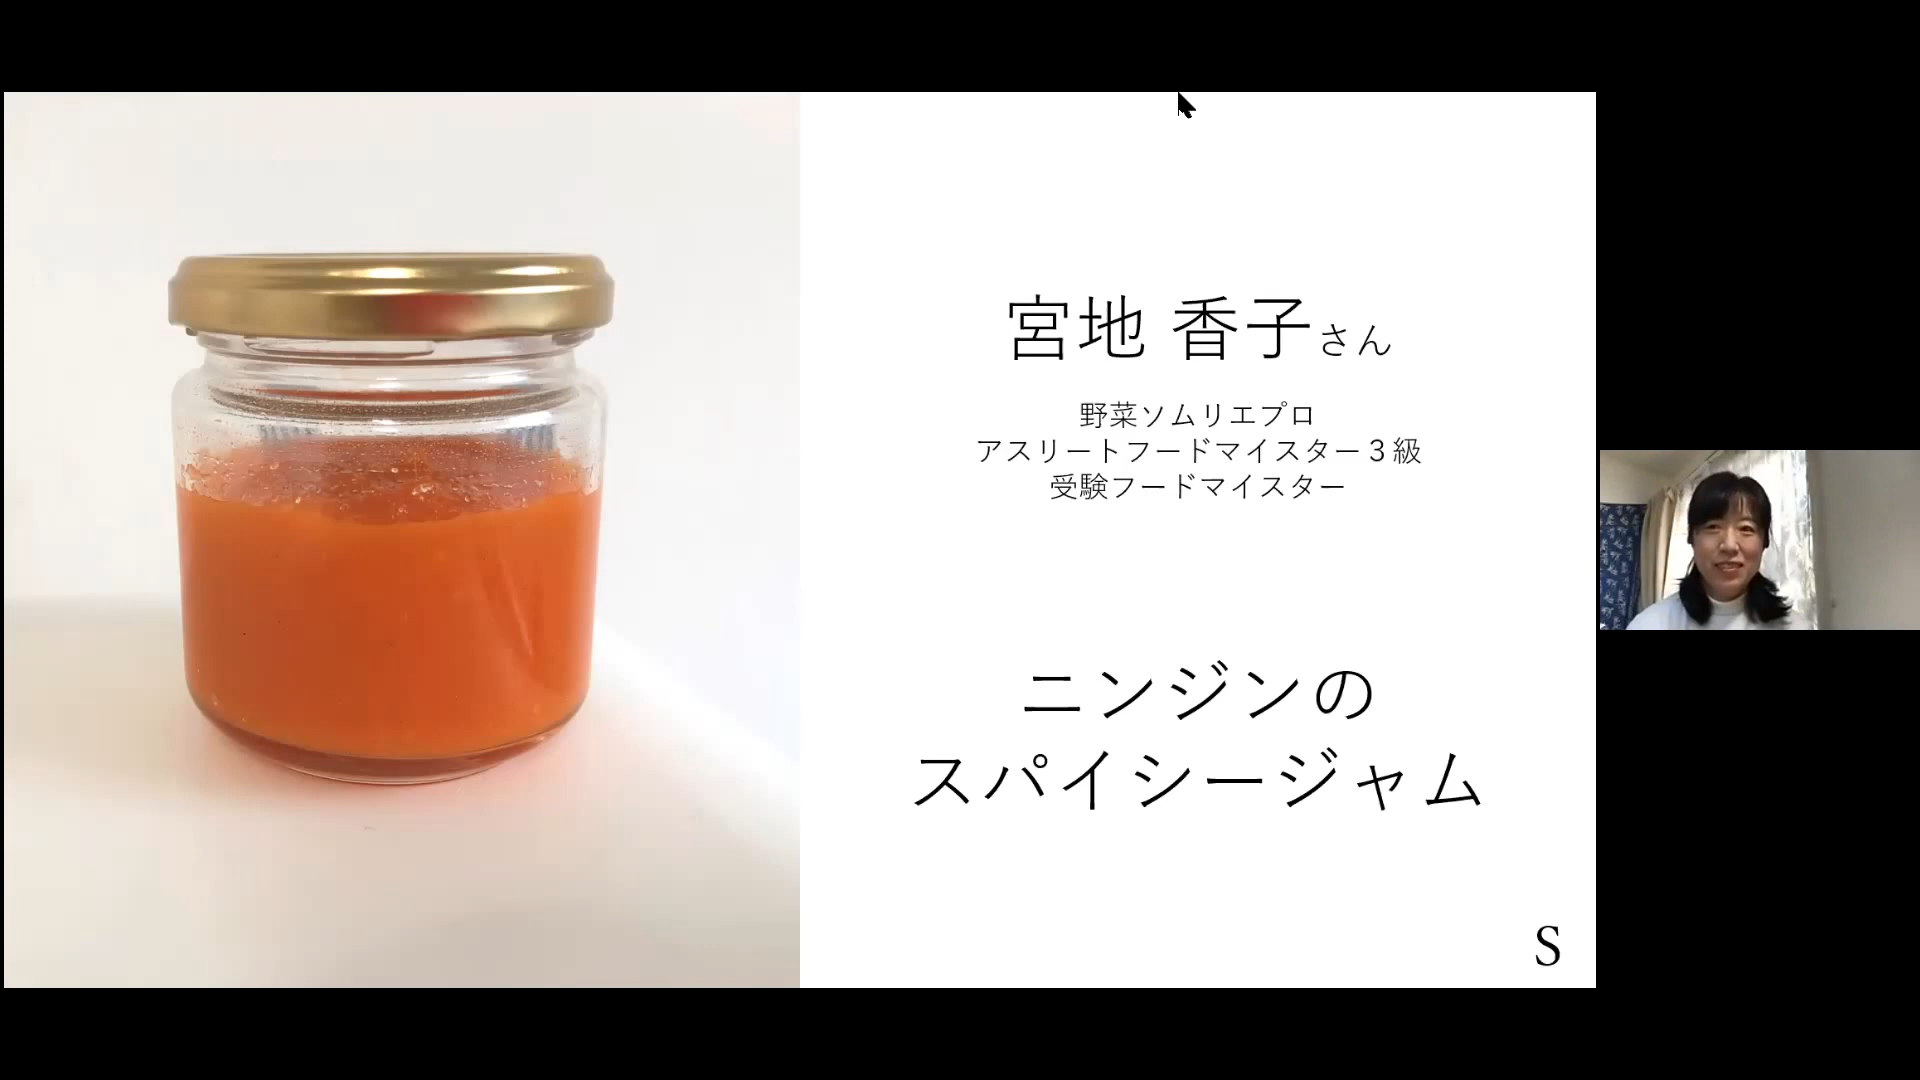 宮地 香子さん
野菜ソムリエプロ
アスリートフードマイスター３級
受験フードマイスター
ニンジンの
スパイシージャム
S